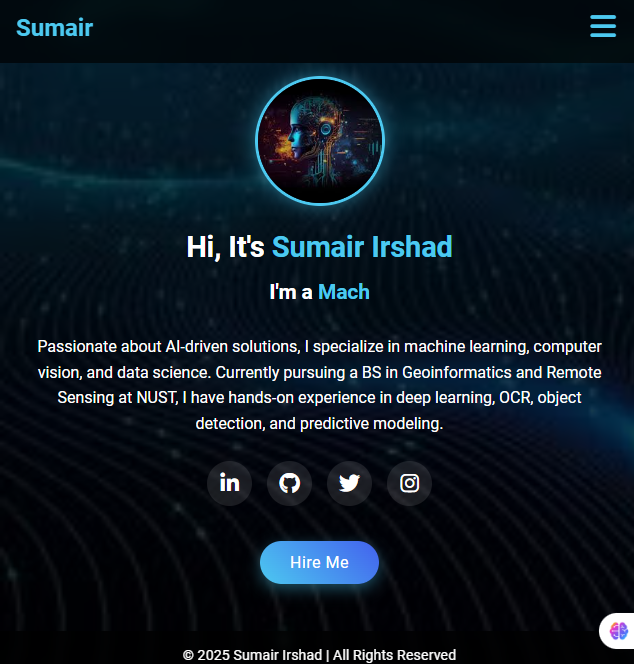 Sumair
Hi, It's Sumair Irshad
I'm a Mach
Passionate about AI-driven solutions, I specialize in machine learning, computer
vision, and data science. Currently pursuing a BS in Geoinformatics and Remote
Sensing at NUST, I have hands-on experience in deep learning, OCR, object
detection, and predictive modeling.
in
Hire Me
© 2025 Sumair Irshad | All Rights Reserved